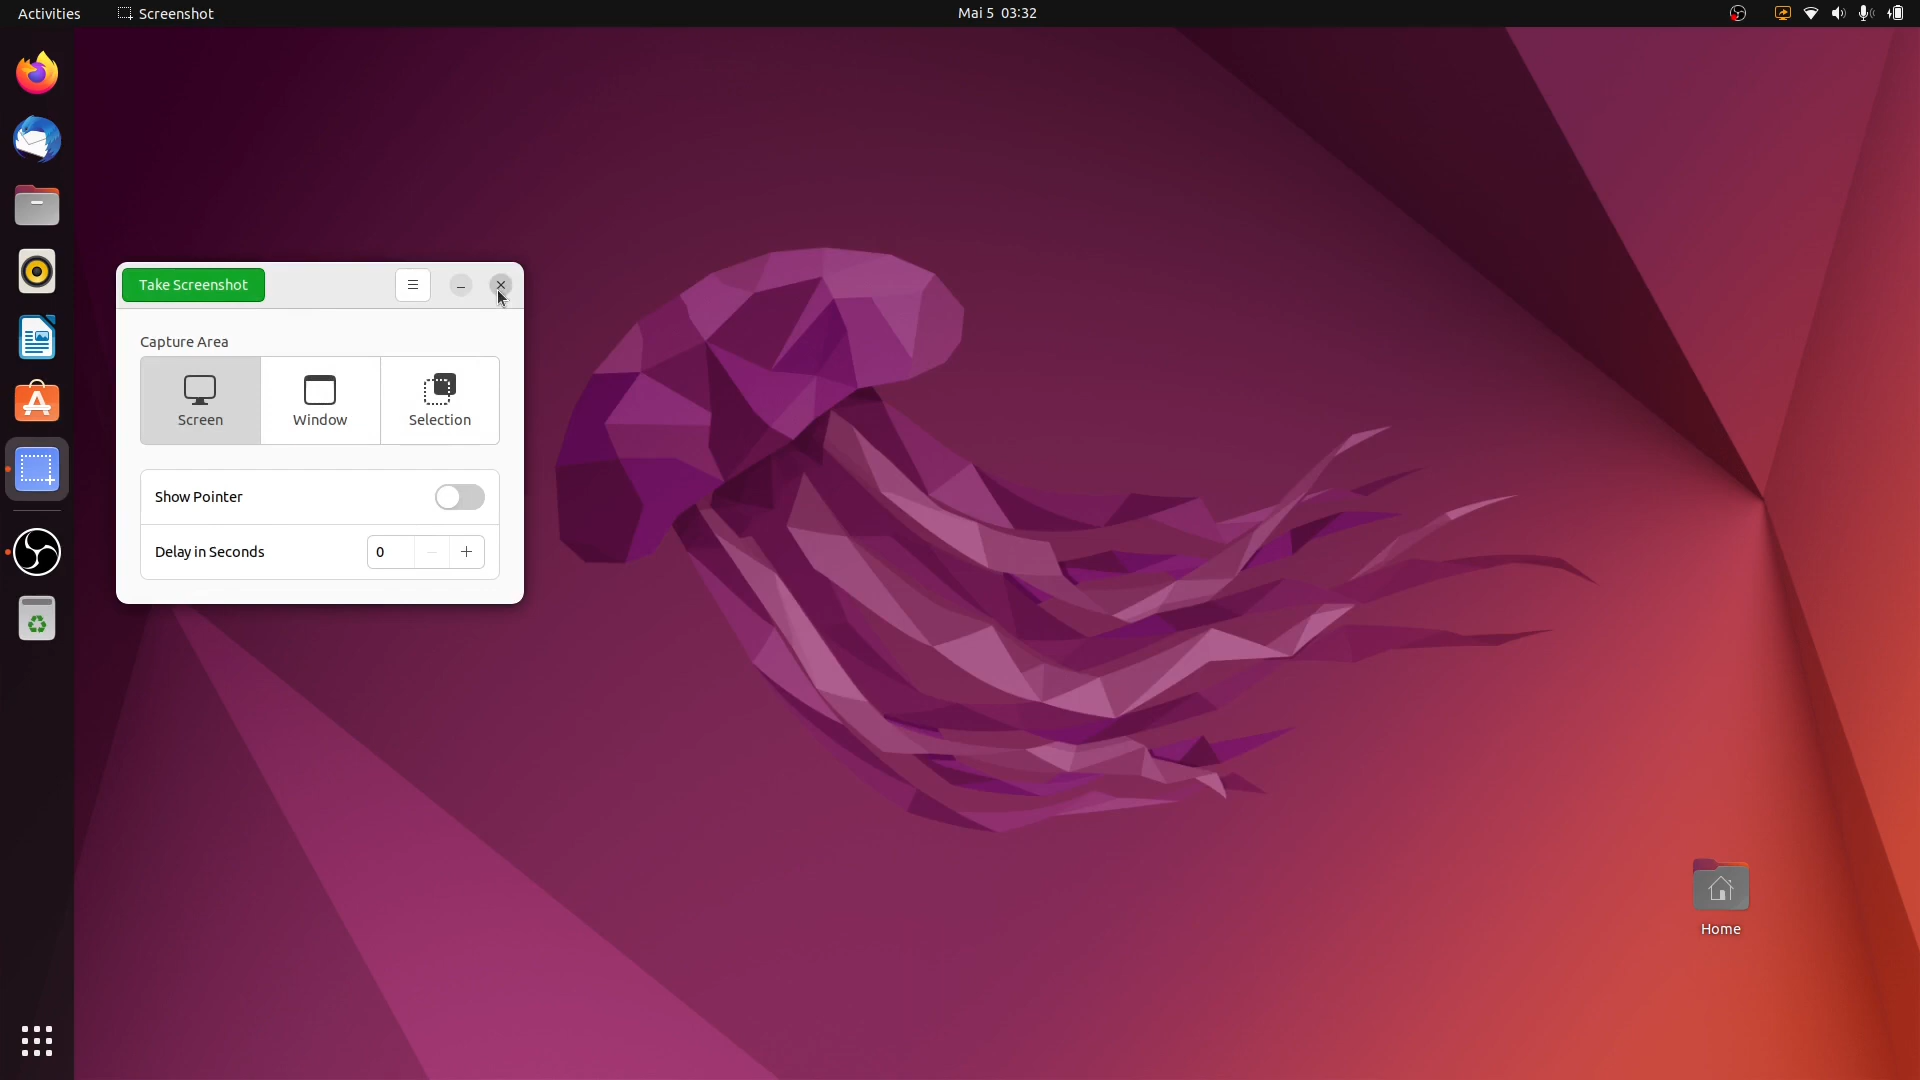 Activities Screenshot Mai 5 03:32
Take Screenshot
Capture Area
Screen Window Selection
Show Pointer
Delay in Seconds 0
Home